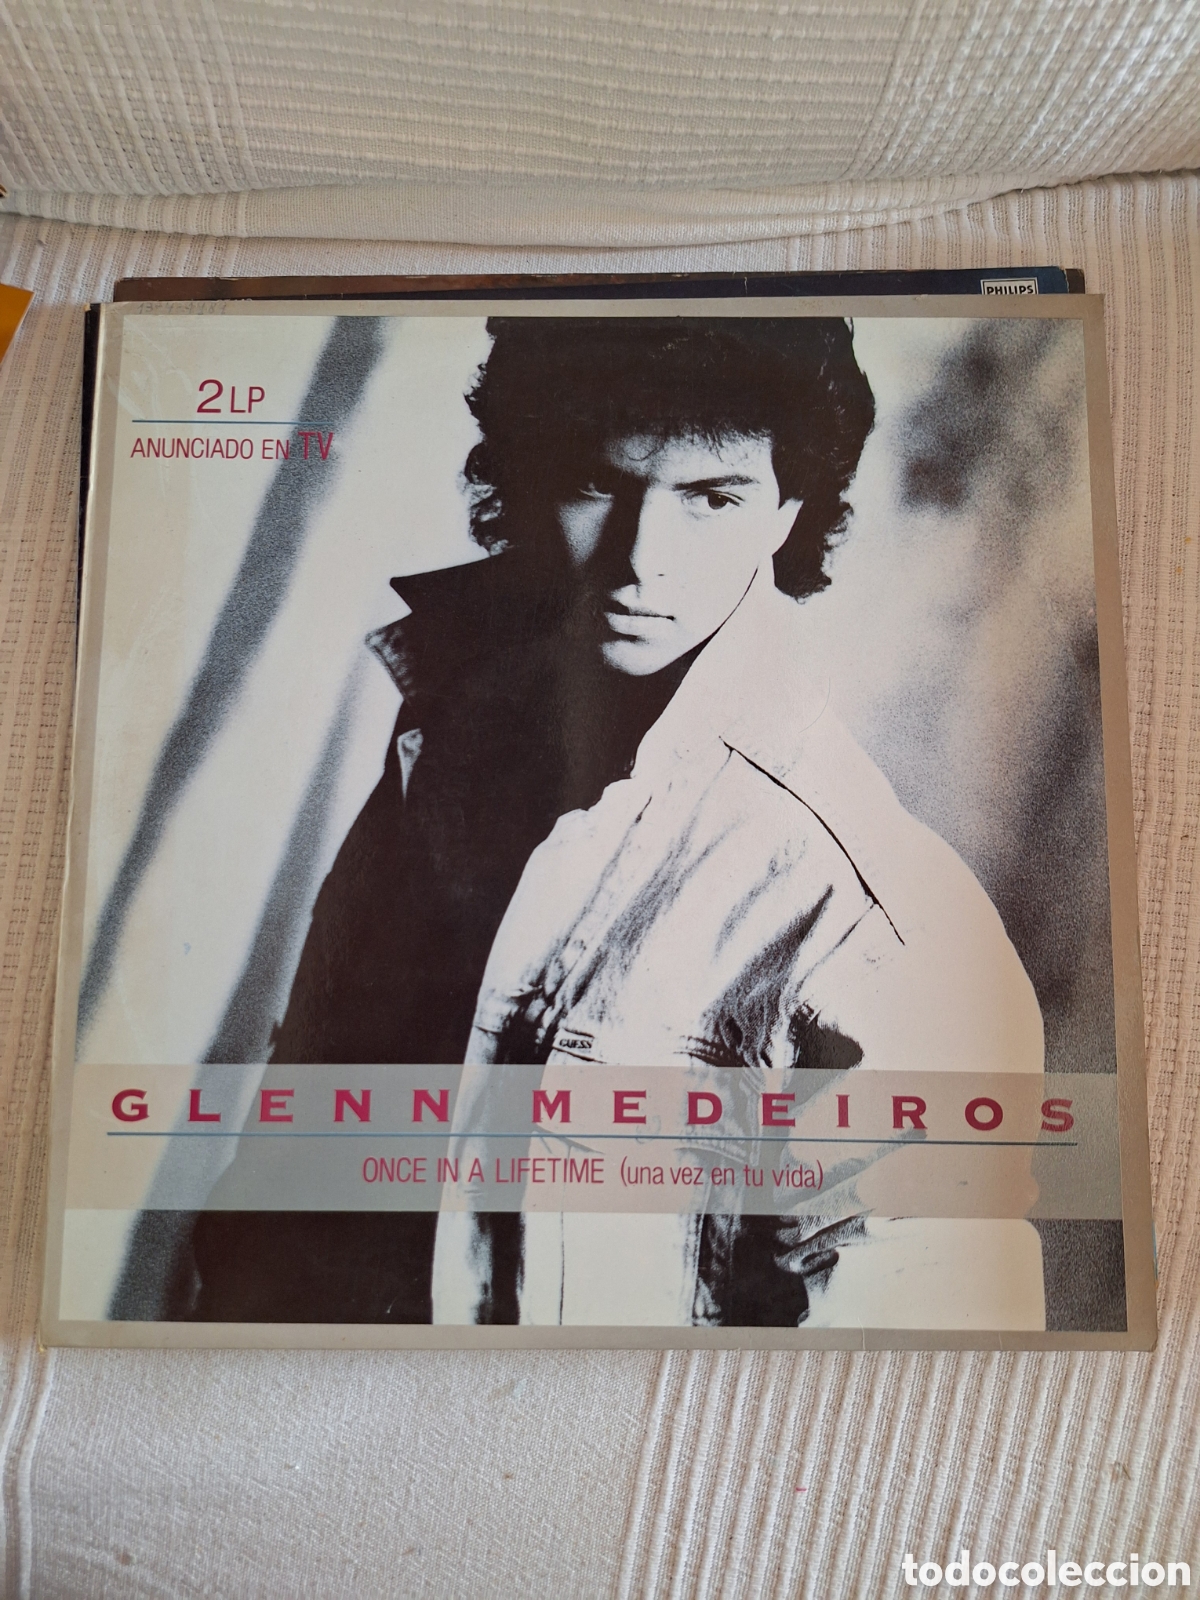 PHILIPS
2 LP
ANUNCIADO EN TV
GUESS
GLENN MEDEIROS
ONCE IN A LIFETIME (una vez en tu vida)
todocoleccion